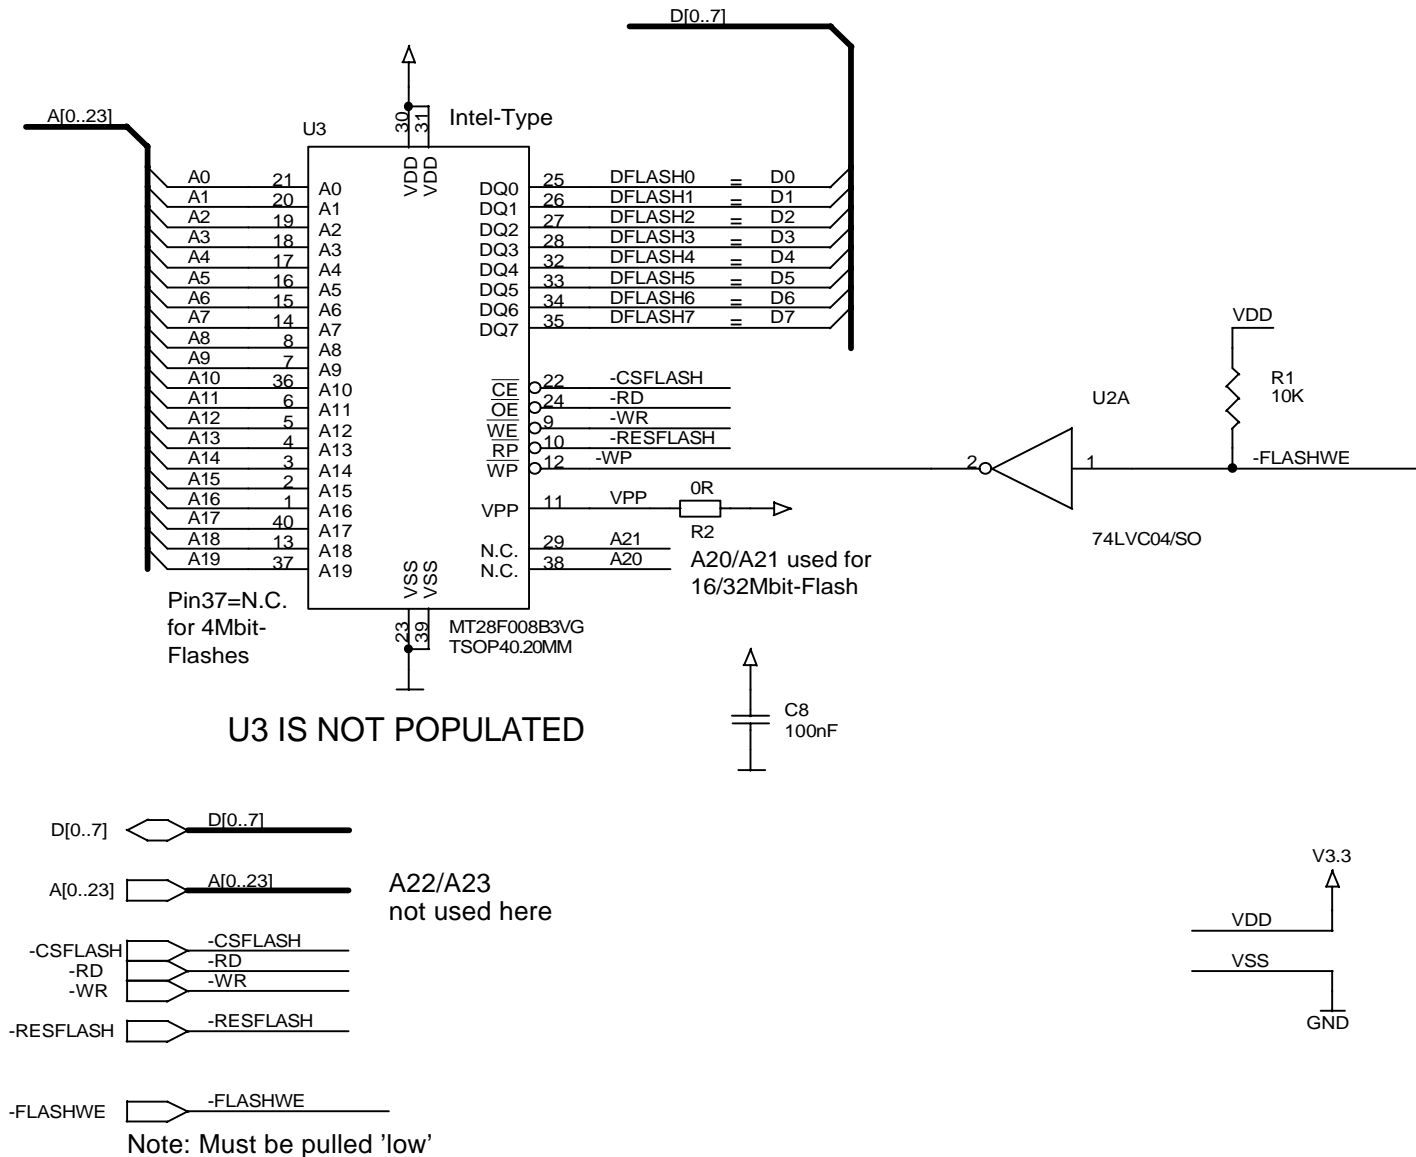 D[0..7]
A[0..23]
U3
30
31
Intel-Type
VDD
VDD
A0 21 A0 DQ0 25 DFLASH0 = D0
A1 20 A1 DQ1 26 DFLASH1 = D1
A2 19 A2 DQ2 27 DFLASH2 = D2
A3 18 A3 DQ3 28 DFLASH3 = D3
A4 17 A4 DQ4 32 DFLASH4 = D4
A5 16 A5 DQ5 33 DFLASH5 = D5
A6 15 A6 DQ6 34 DFLASH6 = D6
A7 14 A7 DQ7 35 DFLASH7 = D7
A8 8 A8
A9 7 A9
A10 36 A10 CE 22 -CSFLASH
A11 6 A11 OE 24 -RD
A12 5 A12 WE 9 -WR
A13 4 A13 RP 10 -RESFLASH
A14 3 A14 WP 12 -WP
A15 2 A15
A16 1 A16 VPP 11 VPP 0R
R2
A17 40 A17
A18 13 A18 N.C. 29 A21
A19 37 A19 N.C. 38 A20
VDD
R1
10K
U2A
2 1 -FLASHWE
74LVC04/SO
A20/A21 used for
16/32Mbit-Flash
VSS
VSS
23
39
Pin37=N.C.
for 4Mbit-
Flashes
MT28F008B3VG
TSOP40.20MM
U3 IS NOT POPULATED
C8
100nF
D[0..7] D[0..7]
A[0..23] A[0..23]
A22/A23
not used here
-CSFLASH -CSFLASH
-RD -RD
-WR -WR
-RESFLASH -RESFLASH
-FLASHWE -FLASHWE
Note: Must be pulled 'low'
V3.3
VDD
VSS
GND